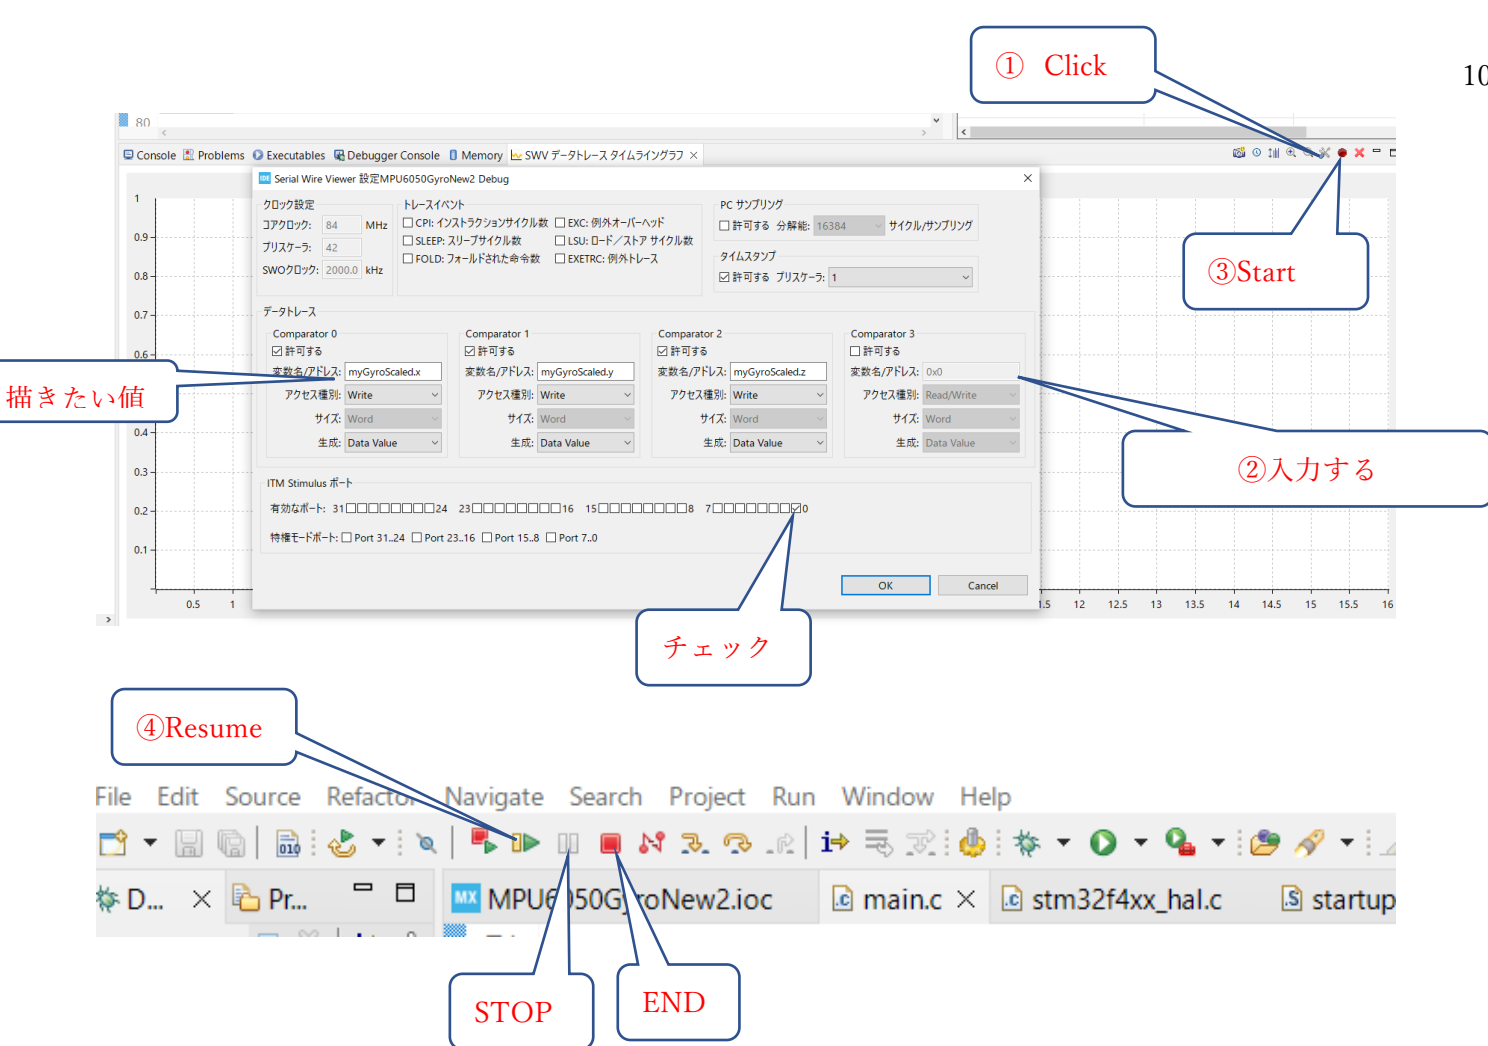 ① Click
10
80
Console Problems Executables Debugger Console Memory SWV データトレース タイムライングラフ
IDE Serial Wire Viewer 設定MPU6050GyroNew2 Debug
クロック設定
コアクロック: 84 MHz
プリスケーラ: 42
SWOクロック: 2000.0 kHz
トレースイベント
CPI: インストラクションサイクル数 EXC: 例外オーバーヘッド
SLEEP: スリープサイクル数 LSU: ロード／ストア サイクル数
FOLD: フォールドされた命令数 EXETRC: 例外トレース
PC サンプリング
許可する 分解能: 16384 サイクル/サンプリング
タイムスタンプ
許可する プリスケーラ: 1
③Start
データトレース
Comparator 0
許可する
変数名/アドレス: myGyroScaled.x
アクセス種別: Write
サイズ: Word
生成: Data Value
Comparator 1
許可する
変数名/アドレス: myGyroScaled.y
アクセス種別: Write
サイズ: Word
生成: Data Value
Comparator 2
許可する
変数名/アドレス: myGyroScaled.z
アクセス種別: Write
サイズ: Word
生成: Data Value
Comparator 3
許可する
変数名/アドレス: 0x0
アクセス種別: Read/Write
サイズ: Word
生成: Data Value
描きたい値
②入力する
ITM Stimulus ポート
有効なポート: 31 24 23 16 15 8 7 0
特権モードポート: Port 31..24 Port 23..16 Port 15..8 Port 7..0
OK Cancel
1
0.9
0.8
0.7
0.6
0.4
0.3
0.2
0.1
0.5 1 1.5 12 12.5 13 13.5 14 14.5 15 15.5 16
チェック
④Resume
File Edit Source Refactor Navigate Search Project Run Window Help
010
D... Pr...
MX MPU6050GyroNew2.ioc main.c stm32f4xx_hal.c startup
STOP
END